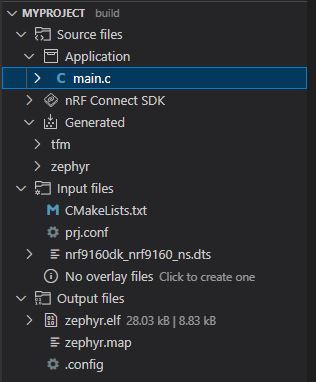 MYPROJECT build
Source files
Application
C main.c
nRF Connect SDK
Generated
tfm
zephyr
Input files
M CMakeLists.txt
prj.conf
nrf9160dk_nrf9160_ns.dts
No overlay files Click to create one
Output files
zephyr.elf 28.03 kB | 8.83 kB
zephyr.map
.config